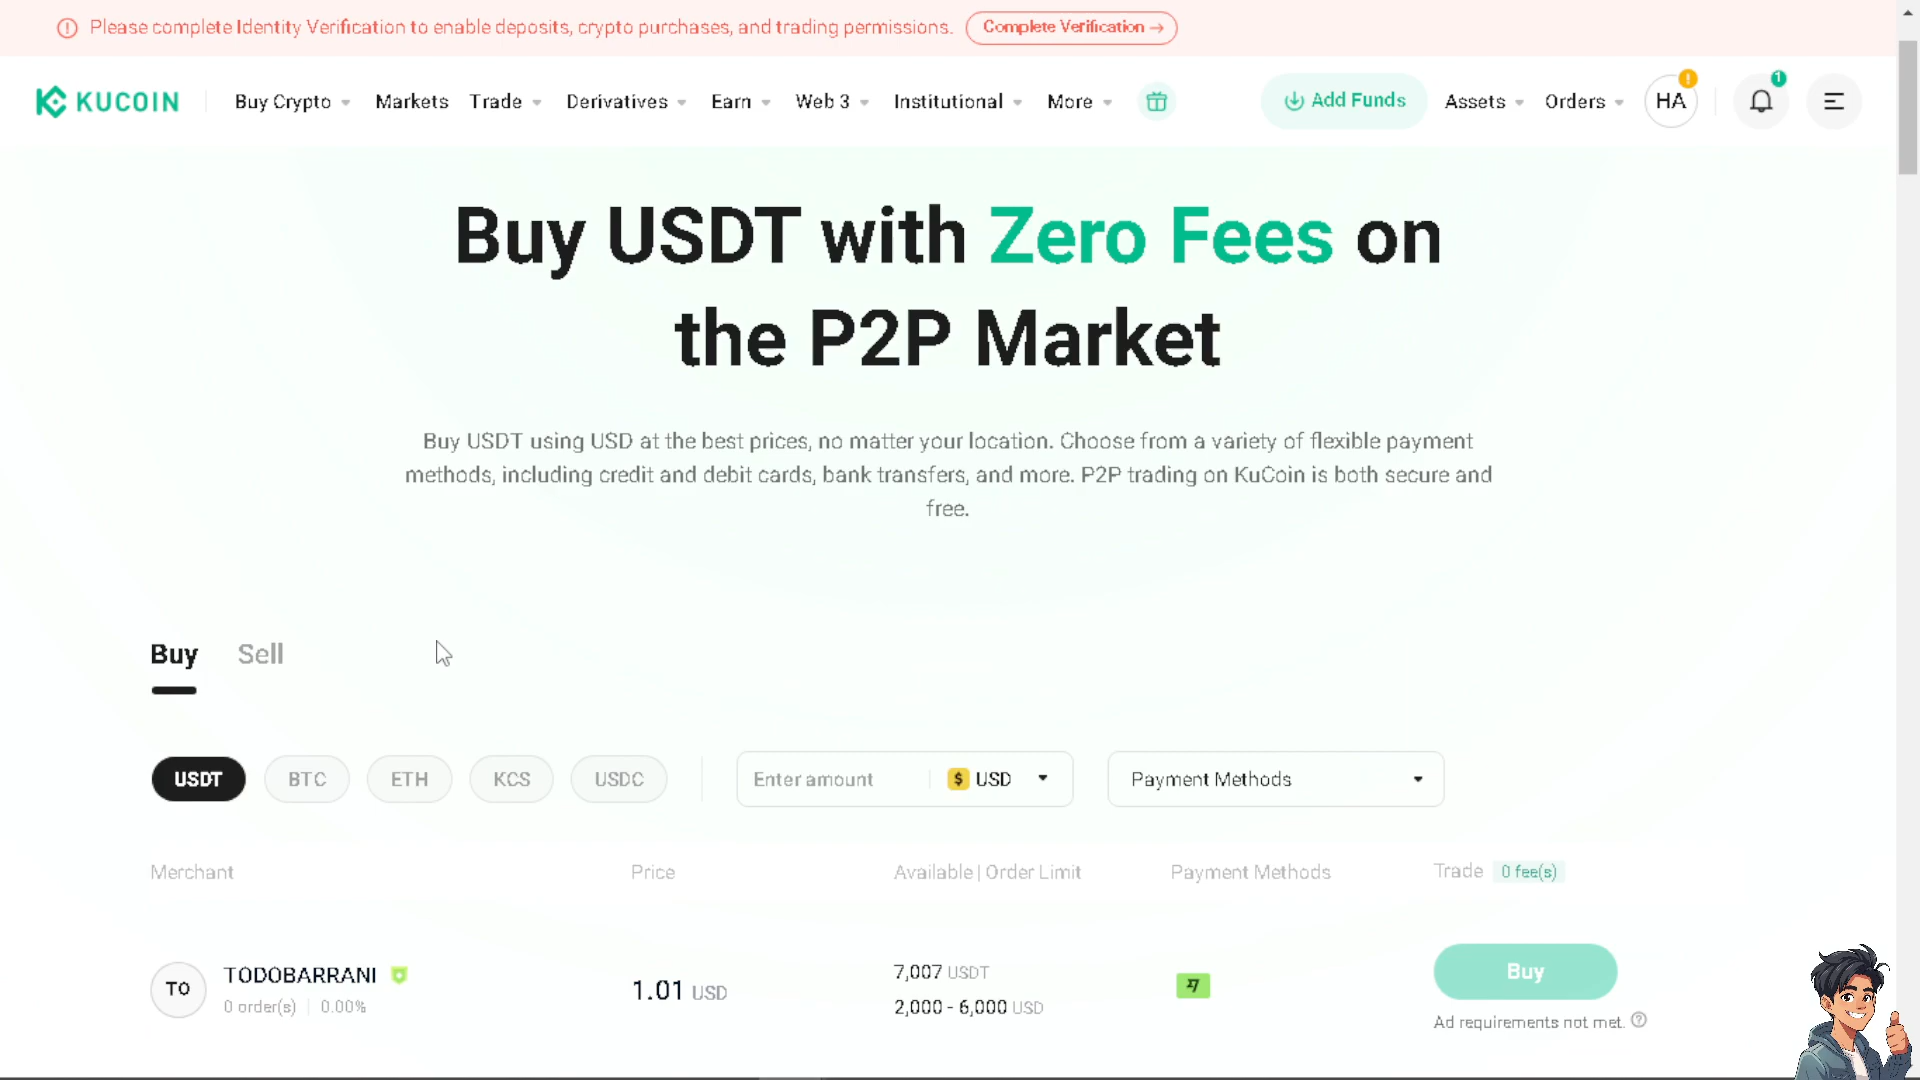 Please complete Identity Verification to enable deposits, crypto purchases, and trading permissions. Complete Verification →
KUCOIN Buy Crypto Markets Trade Derivatives Earn Web 3 Institutional More Add Funds Assets Orders HA 1
Buy USDT with Zero Fees on
the P2P Market
Buy USDT using USD at the best prices, no matter your location. Choose from a variety of flexible payment
methods, including credit and debit cards, bank transfers, and more. P2P trading on KuCoin is both secure and
free.
Buy Sell
USDT BTC ETH KCS USDC Enter amount $ USD Payment Methods
Merchant Price Available | Order Limit Payment Methods Trade 0 fee(s)
TO TODOBARRANI 1.01 USD 7,007 USDT Buy
0 order(s) | 0.00% 2,000 - 6,000 USD
Ad requirements not met.